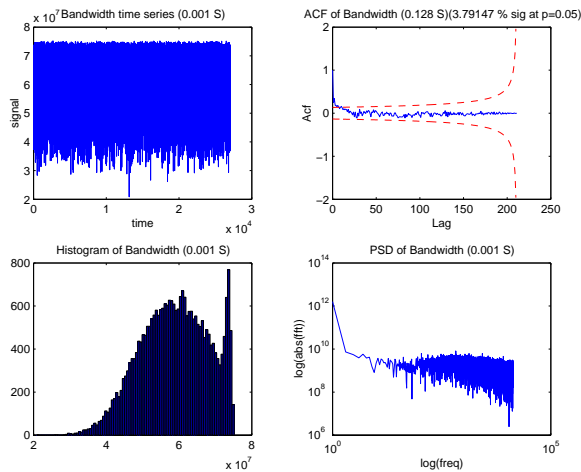 Bandwidth time series (0.001 S)
x 10^7
8
7
6
5
4
3
2
signal
0
1
2
3
time
x 10^4
ACF of Bandwidth (0.128 S)(3.79147 % sig at p=0.05)
2
1
0
−1
−2
Acf
0
50
100
150
200
250
Lag
Histogram of Bandwidth (0.001 S)
800
600
400
200
0
2
4
6
8
x 10^7
PSD of Bandwidth (0.001 S)
10^14
10^12
10^10
10^8
10^6
log(abs(fft))
10^0
10^5
log(freq)